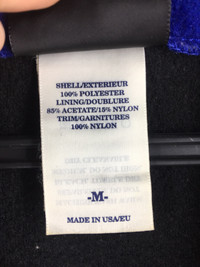 SHELL/EXTERIEUR
100% POLYESTER
LINING/DOUBLURE
85% ACETATE/15% NYLON
TRIM/GARNITURES
100% NYLON
-M-
MADE IN USA/EU